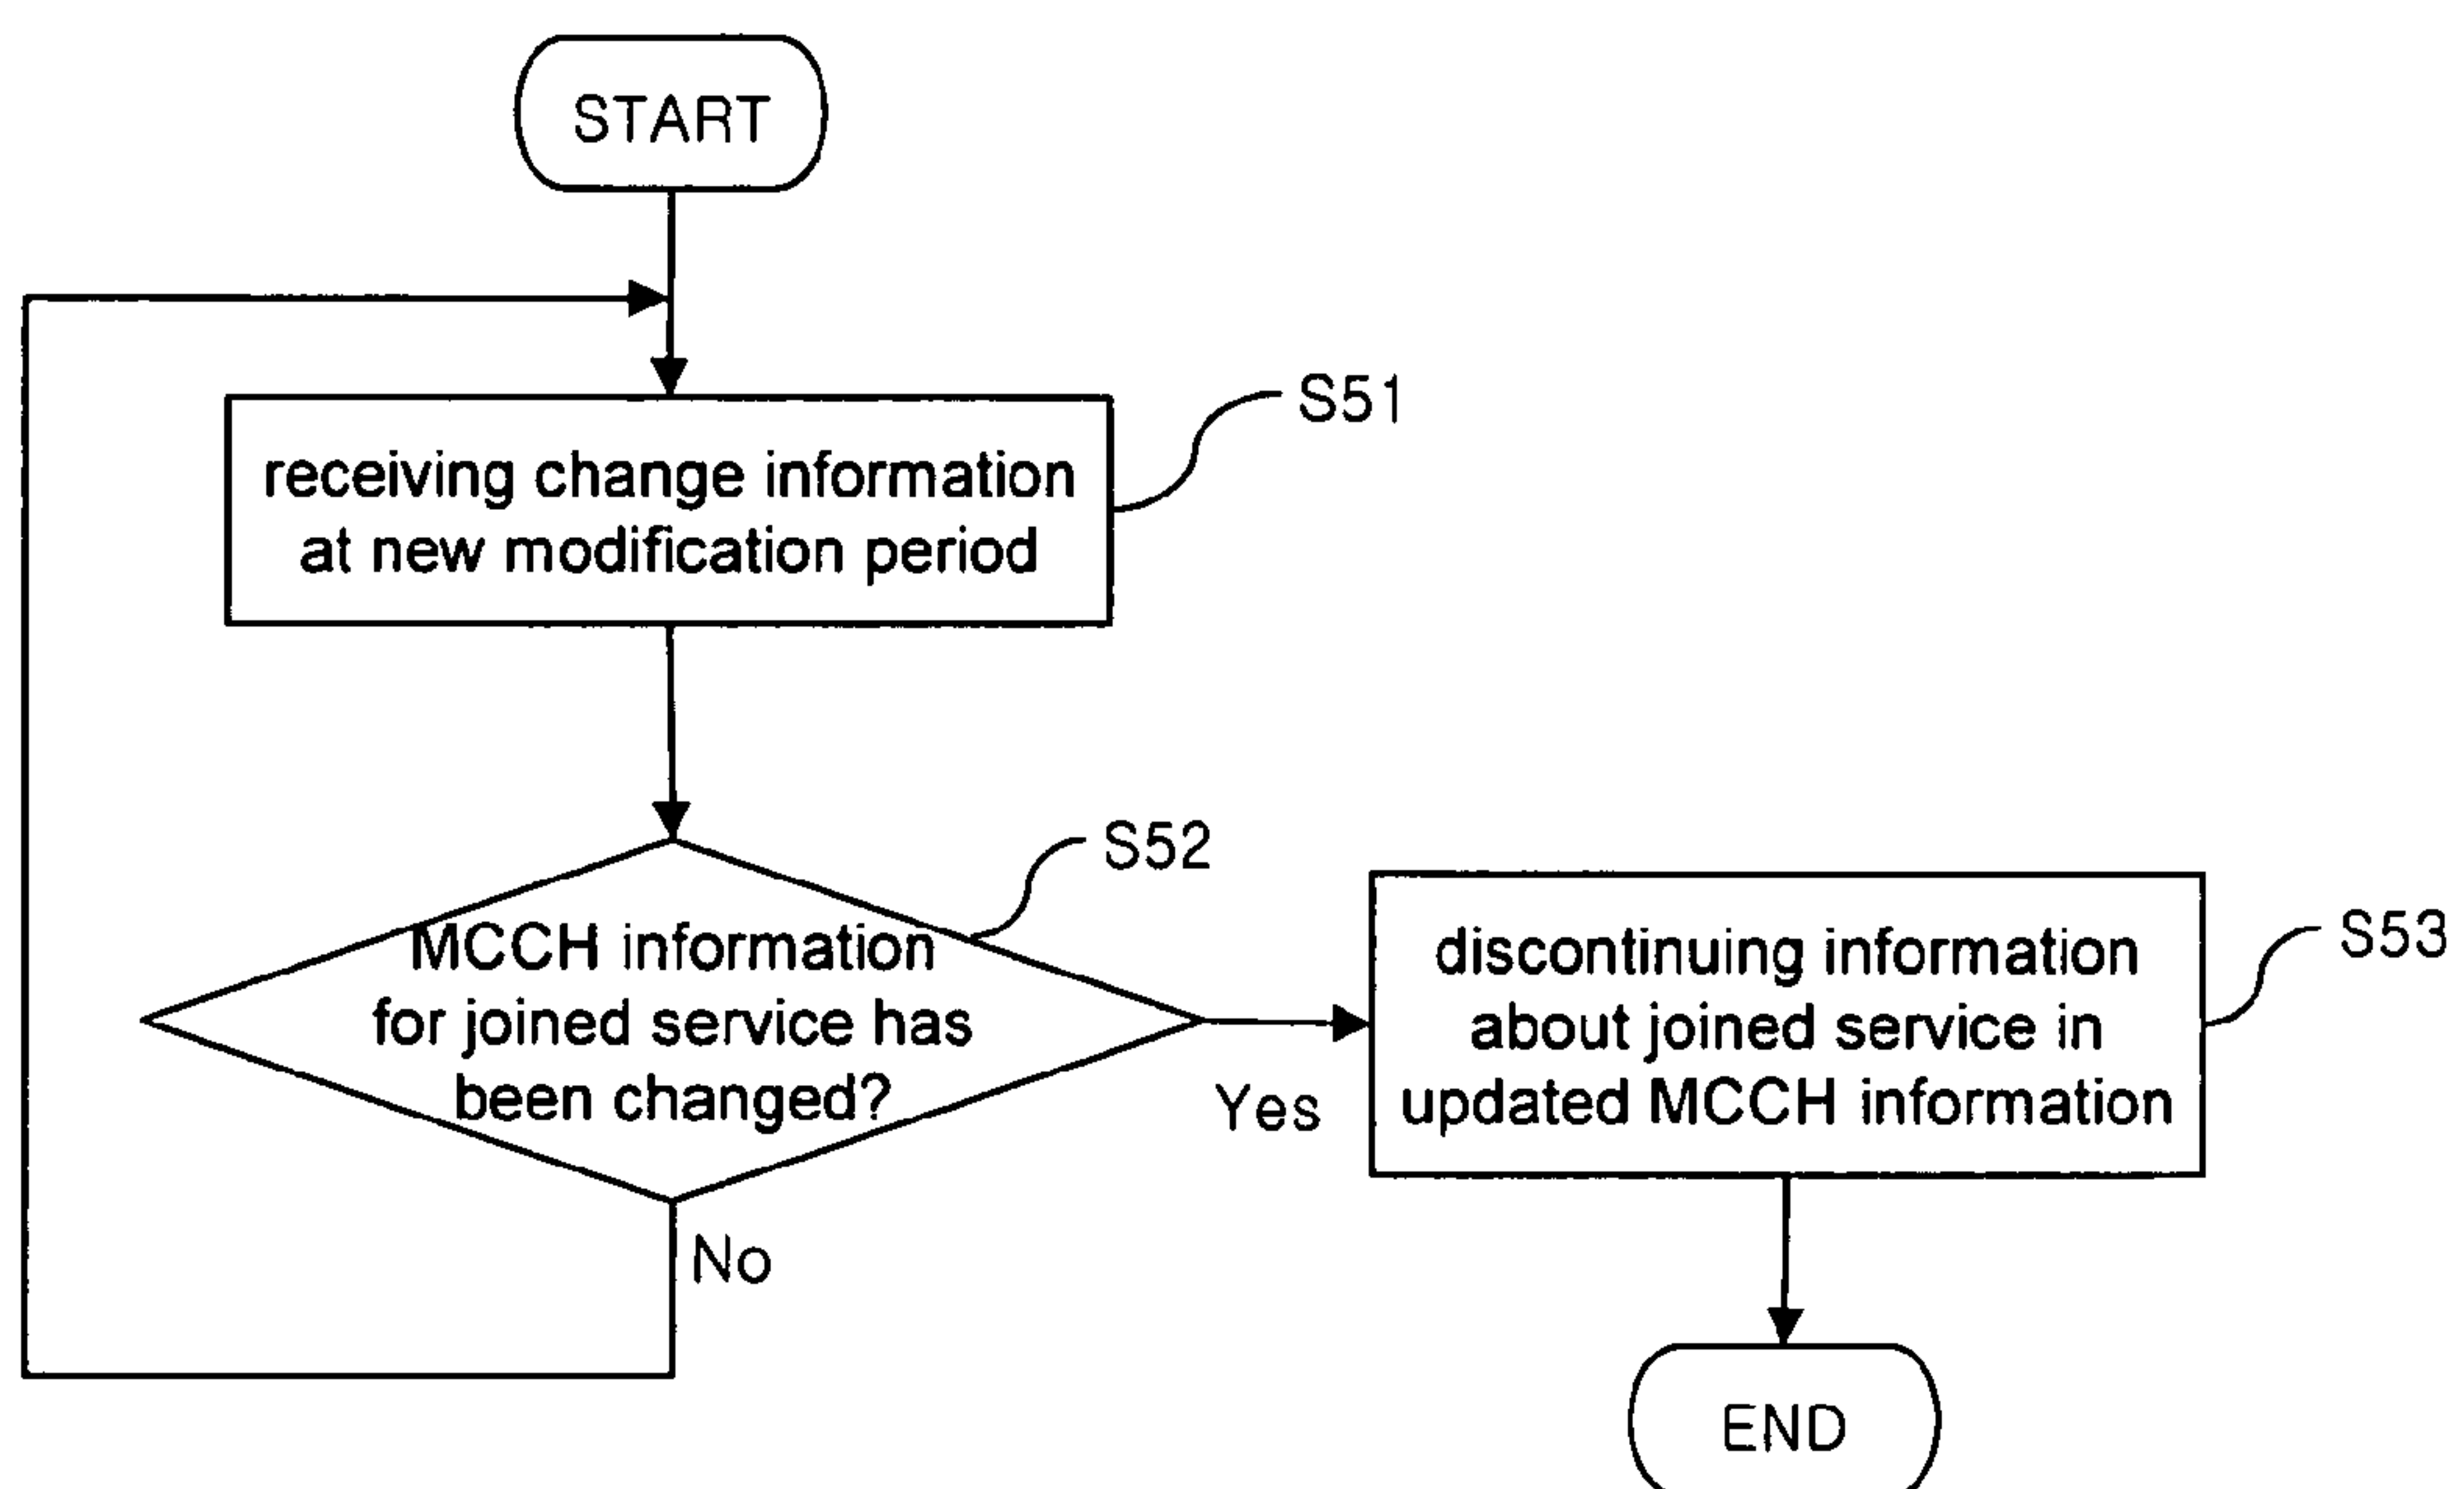 START
S51
receiving change information
at new modification period
S52
MCCH information
for joined service has
been changed?
Yes
No
S53
discontinuing information
about joined service in
updated MCCH information
END